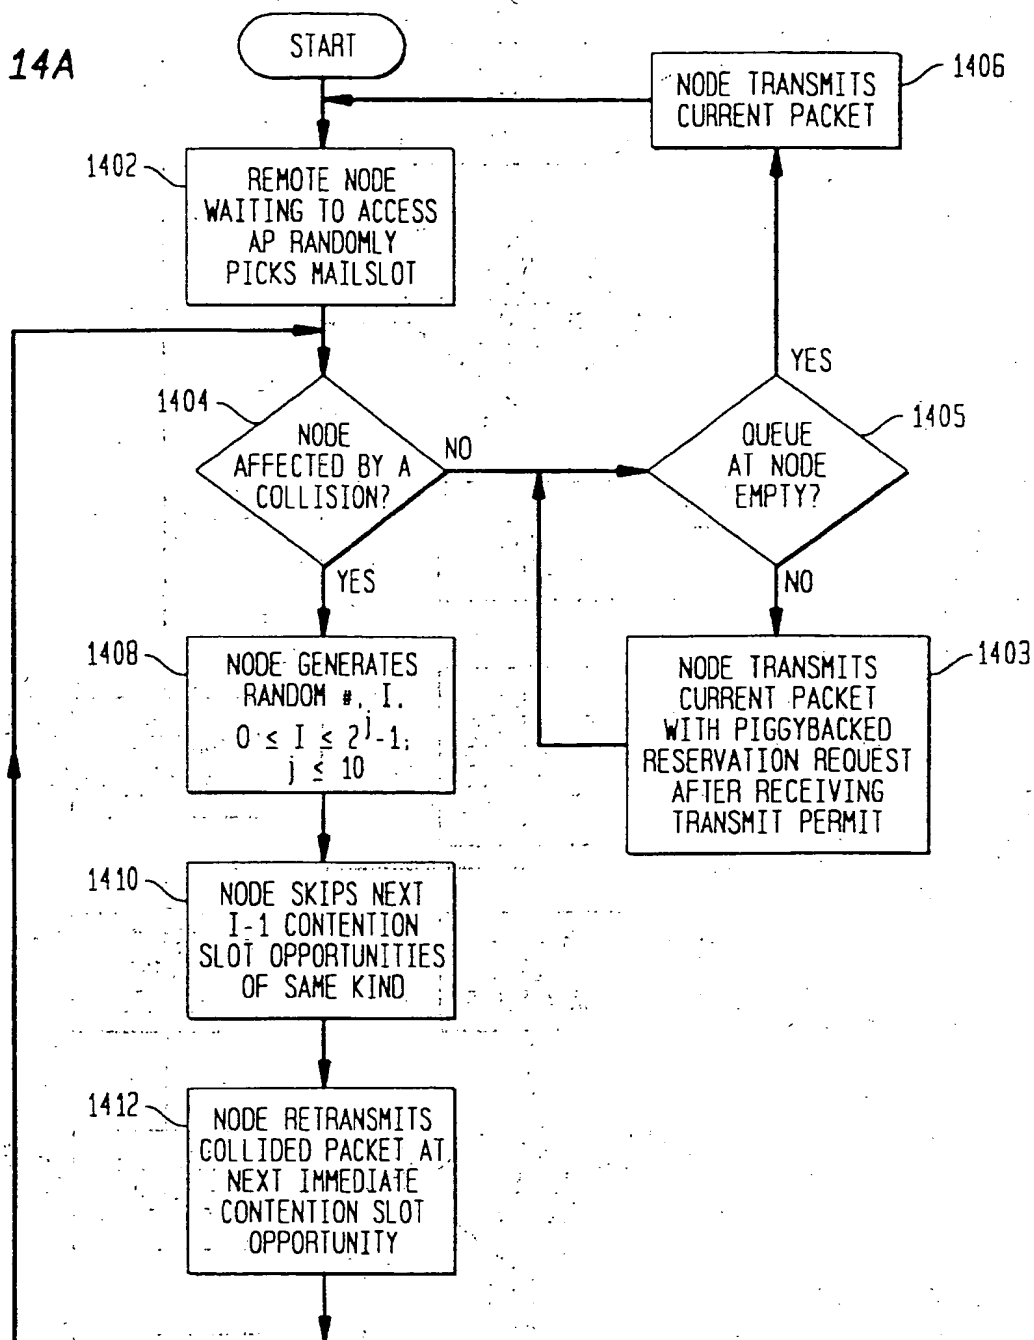 14A
START
1406
NODE TRANSMITS
CURRENT PACKET
1402
REMOTE NODE
WAITING TO ACCESS
AP RANDOMLY
PICKS MAILSLOT
YES
1404
NODE
AFFECTED BY A
COLLISION?
NO
1405
QUEUE
AT NODE
EMPTY?
YES
NO
1408
NODE GENERATES
RANDOM #, I,
0 ≤ I ≤ 2^j-1;
j ≤ 10
1403
NODE TRANSMITS
CURRENT PACKET
WITH PIGGYBACKED
RESERVATION REQUEST
AFTER RECEIVING
TRANSMIT PERMIT
1410
NODE SKIPS NEXT
I-1 CONTENTION
SLOT OPPORTUNITIES
OF SAME KIND
1412
NODE RETRANSMITS
COLLIDED PACKET AT
NEXT IMMEDIATE
CONTENTION SLOT
OPPORTUNITY